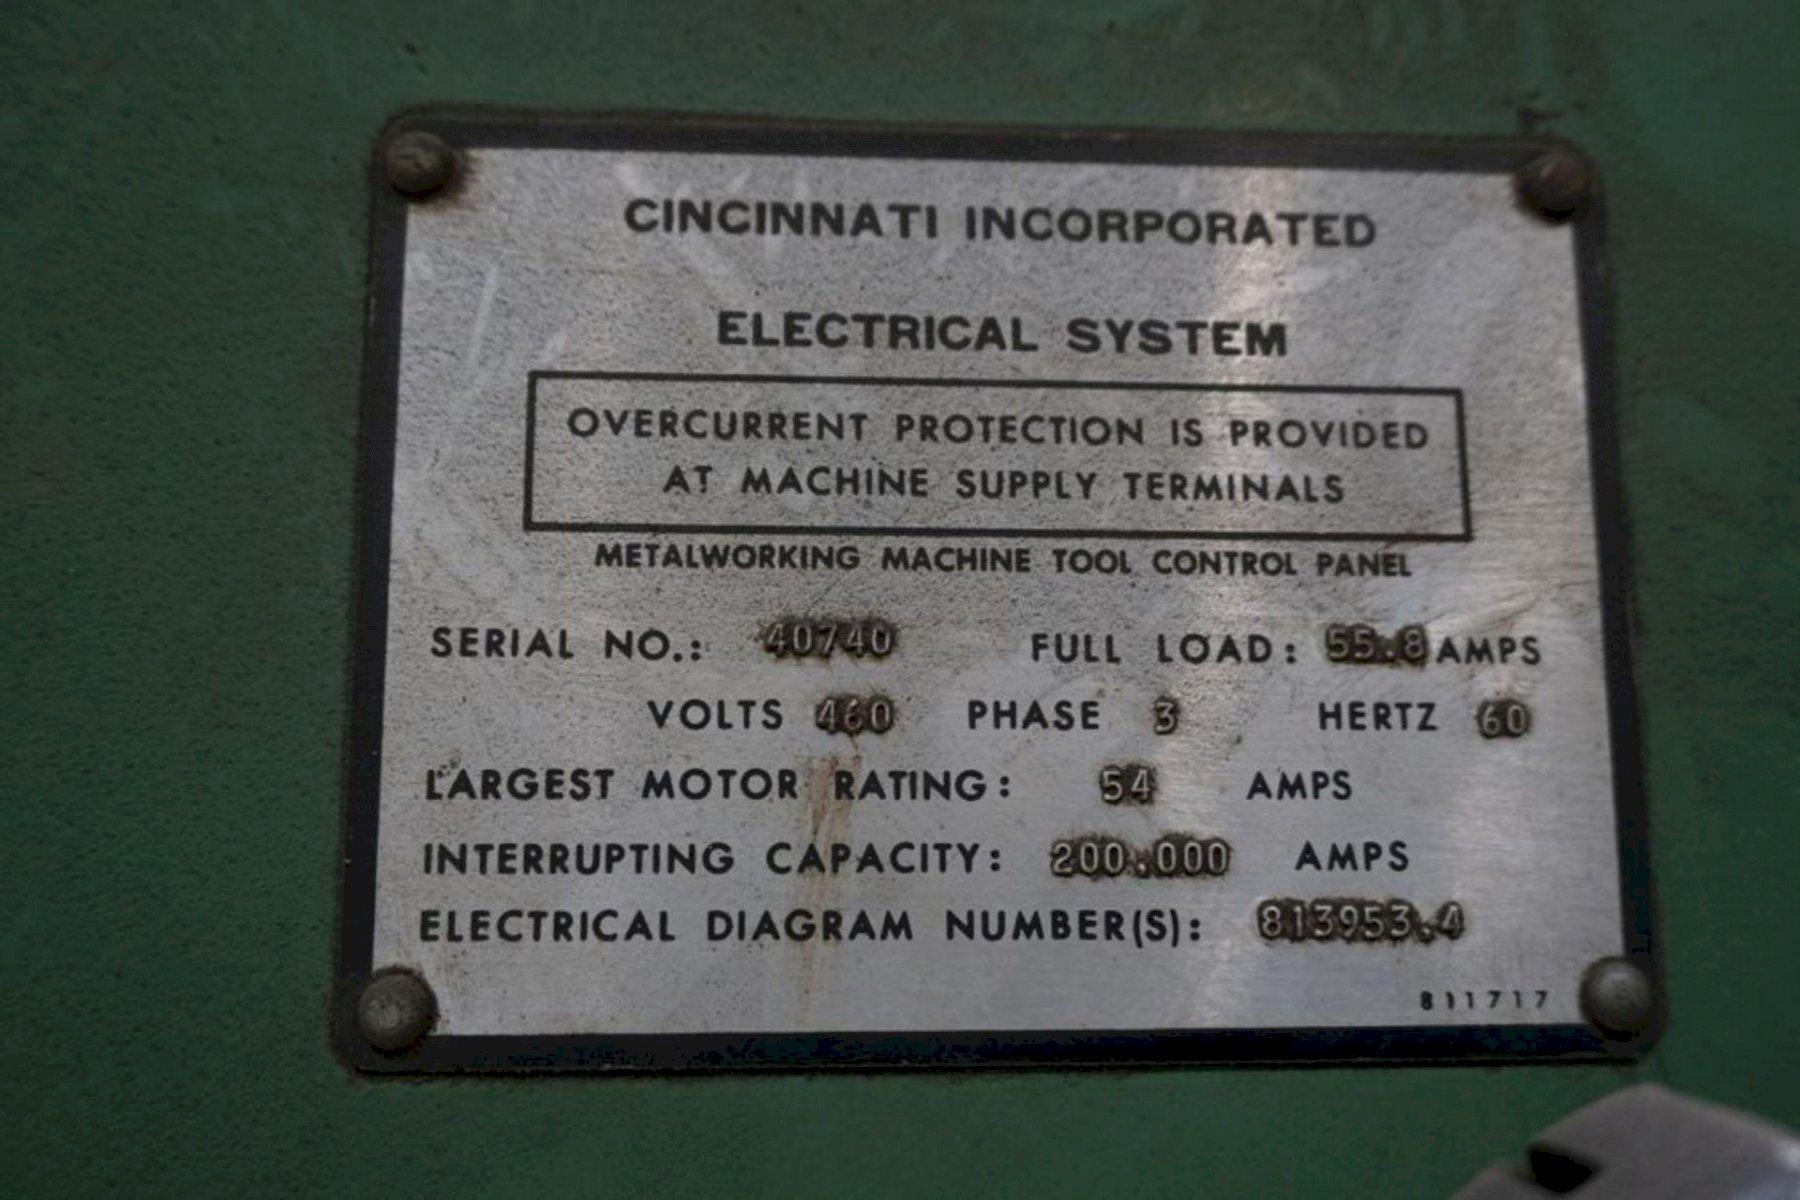 CINCINNATI INCORPORATED
ELECTRICAL SYSTEM
OVERCURRENT PROTECTION IS PROVIDED
AT MACHINE SUPPLY TERMINALS
METALWORKING MACHINE TOOL CONTROL PANEL
SERIAL NO.: 40740 FULL LOAD: 55.8 AMPS
VOLTS 460 PHASE 3 HERTZ 60
LARGEST MOTOR RATING: 54 AMPS
INTERRUPTING CAPACITY: 200.000 AMPS
ELECTRICAL DIAGRAM NUMBER(S): 813953.4
811717